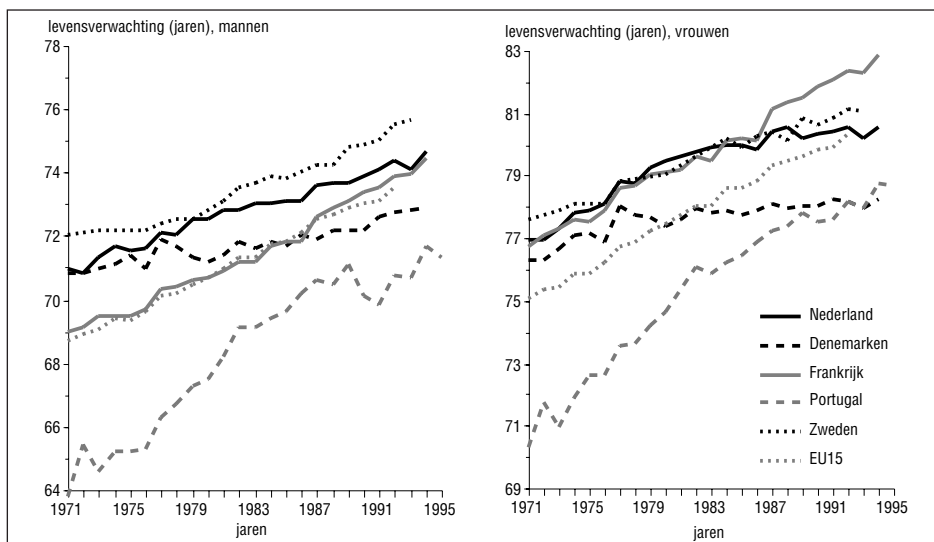 levensverwachting (jaren), mannen
78
76
74
72
70
68
66
64
1971 1975 1979 1983 1987 1991 1995
jaren
levensverwachting (jaren), vrouwen
83
81
79
77
75
73
71
69
1971 1975 1979 1983 1987 1991 1995
jaren
Nederland
Denemarken
Frankrijk
Portugal
Zweden
EU15